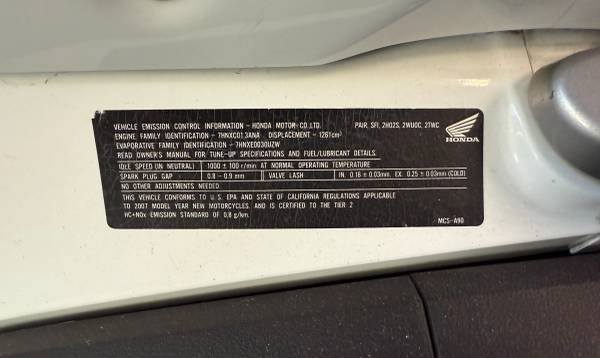 VEHICLE EMISSION CONTROL INFORMATION - HONDA MOTOR CO.,LTD. PAIR, SFI, 2HO2S, 2WUOC, 2TWC
ENGINE FAMILY IDENTIFICATION - 7HNXC01.3ANA DISPLACEMENT - 1261cm³
EVAPORATIVE FAMILY IDENTIFICATION - 7HNXE0030UZW
HONDA
READ OWNER'S MANUAL FOR TUNE-UP SPECIFICATIONS AND FUEL/LUBRICANT DETAILS.
IDLE SPEED (IN NEUTRAL) 1000 ± 100 r/min AT NORMAL OPERATING TEMPERATURE
SPARK PLUG GAP 0.8 - 0.9 mm VALVE LASH IN. 0.16 ± 0.03mm EX. 0.25 ± 0.03mm (COLD)
NO OTHER ADJUSTMENTS NEEDED.
THIS VEHICLE CONFORMS TO U.S. EPA AND STATE OF CALIFORNIA REGULATIONS APPLICABLE
TO 2007 MODEL YEAR NEW MOTORCYCLES AND IS CERTIFIED TO THE TIER 2
HC+NOx EMISSION STANDARD OF 0.8 g/km.
MCS-A90